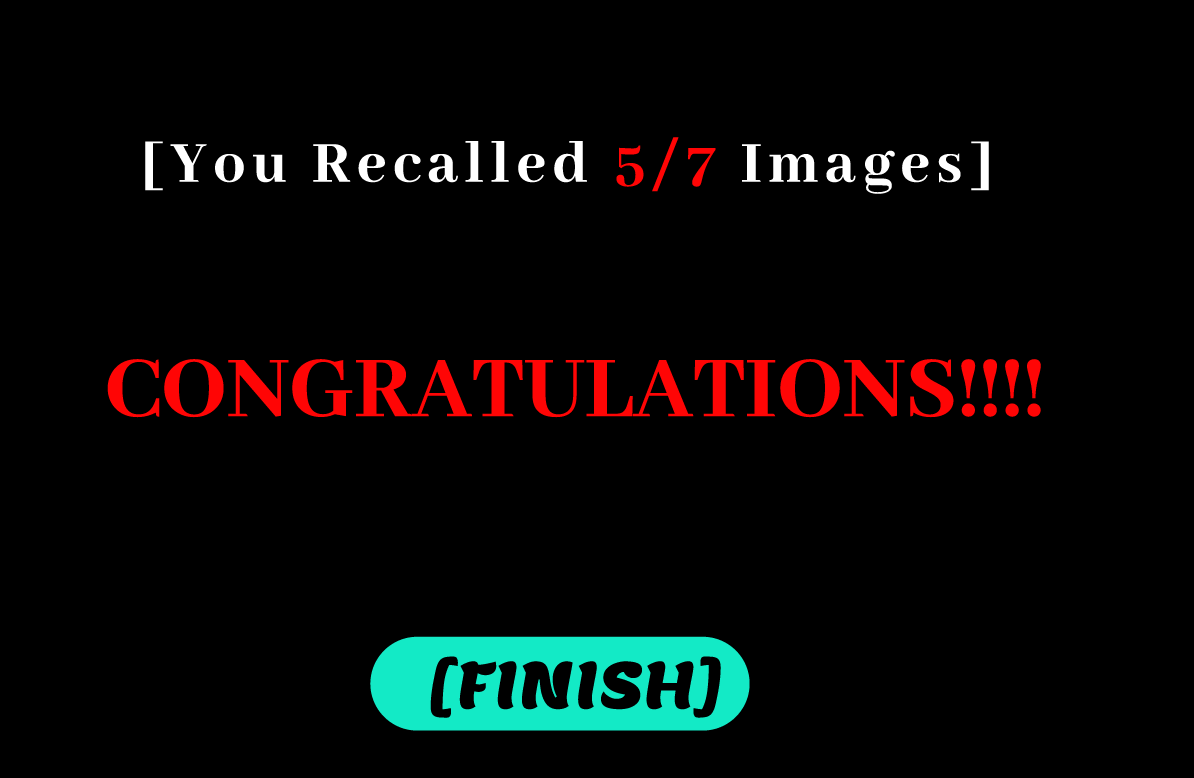 [You Recalled 5/7 Images]
CONGRATULATIONS!!!!
[FINISH]